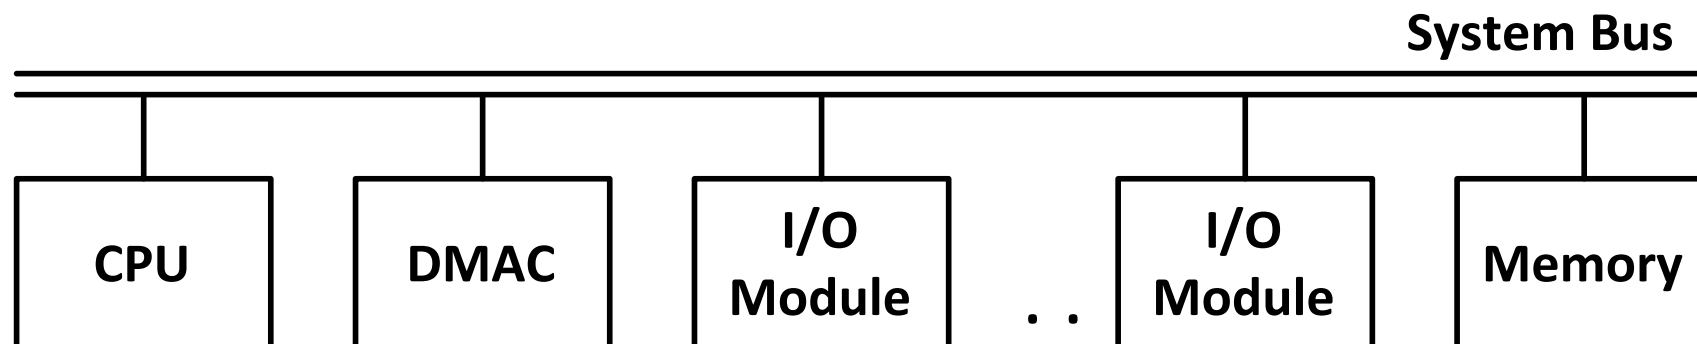 System Bus
CPU
DMAC
I/O
Module
. .
I/O
Module
Memory